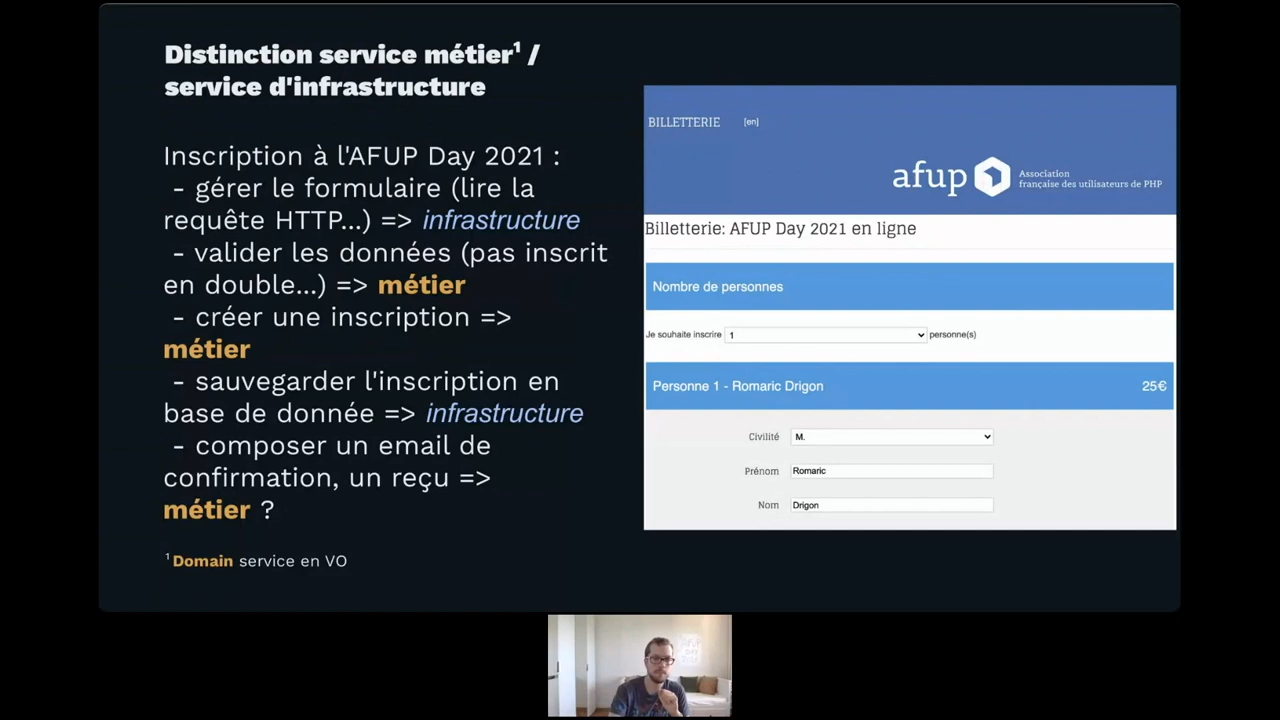 Distinction service métier¹ /
service d'infrastructure
Inscription à l'AFUP Day 2021 :
- gérer le formulaire (lire la
requête HTTP...) => infrastructure
- valider les données (pas inscrit
en double...) => métier
- créer une inscription =>
métier
- sauvegarder l'inscription en
base de donnée => infrastructure
- composer un email de
confirmation, un reçu =>
métier ?
¹ Domain service en VO
BILLETTERIE [en]
afup Association
française des utilisateurs de PHP
Billetterie: AFUP Day 2021 en ligne
Nombre de personnes
Je souhaite inscrire 1 personne(s)
Personne 1 - Romaric Drigon 25€
Civilité M.
Prénom Romaric
Nom Drigon